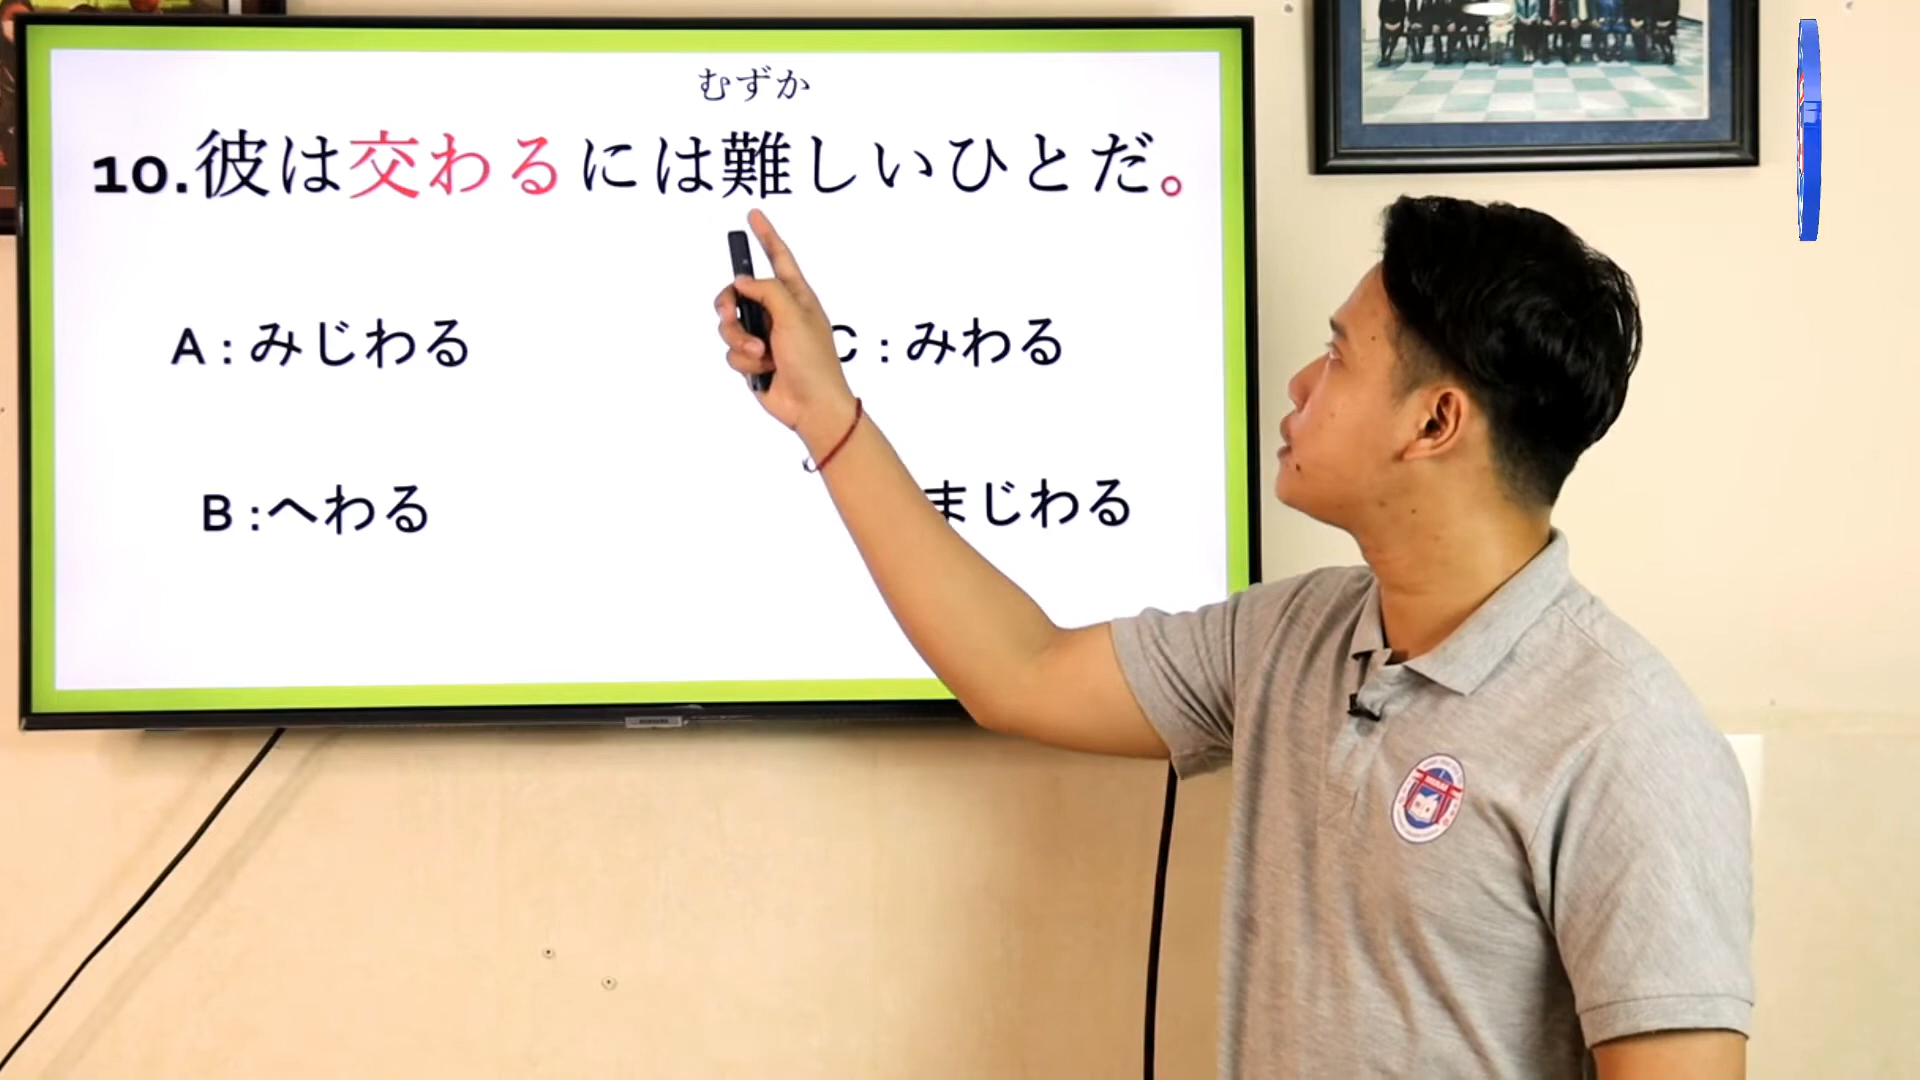 むずか
10.彼は交わるには難しいひとだ。
A : みじわる
C : みわる
B :へわる
まじわる